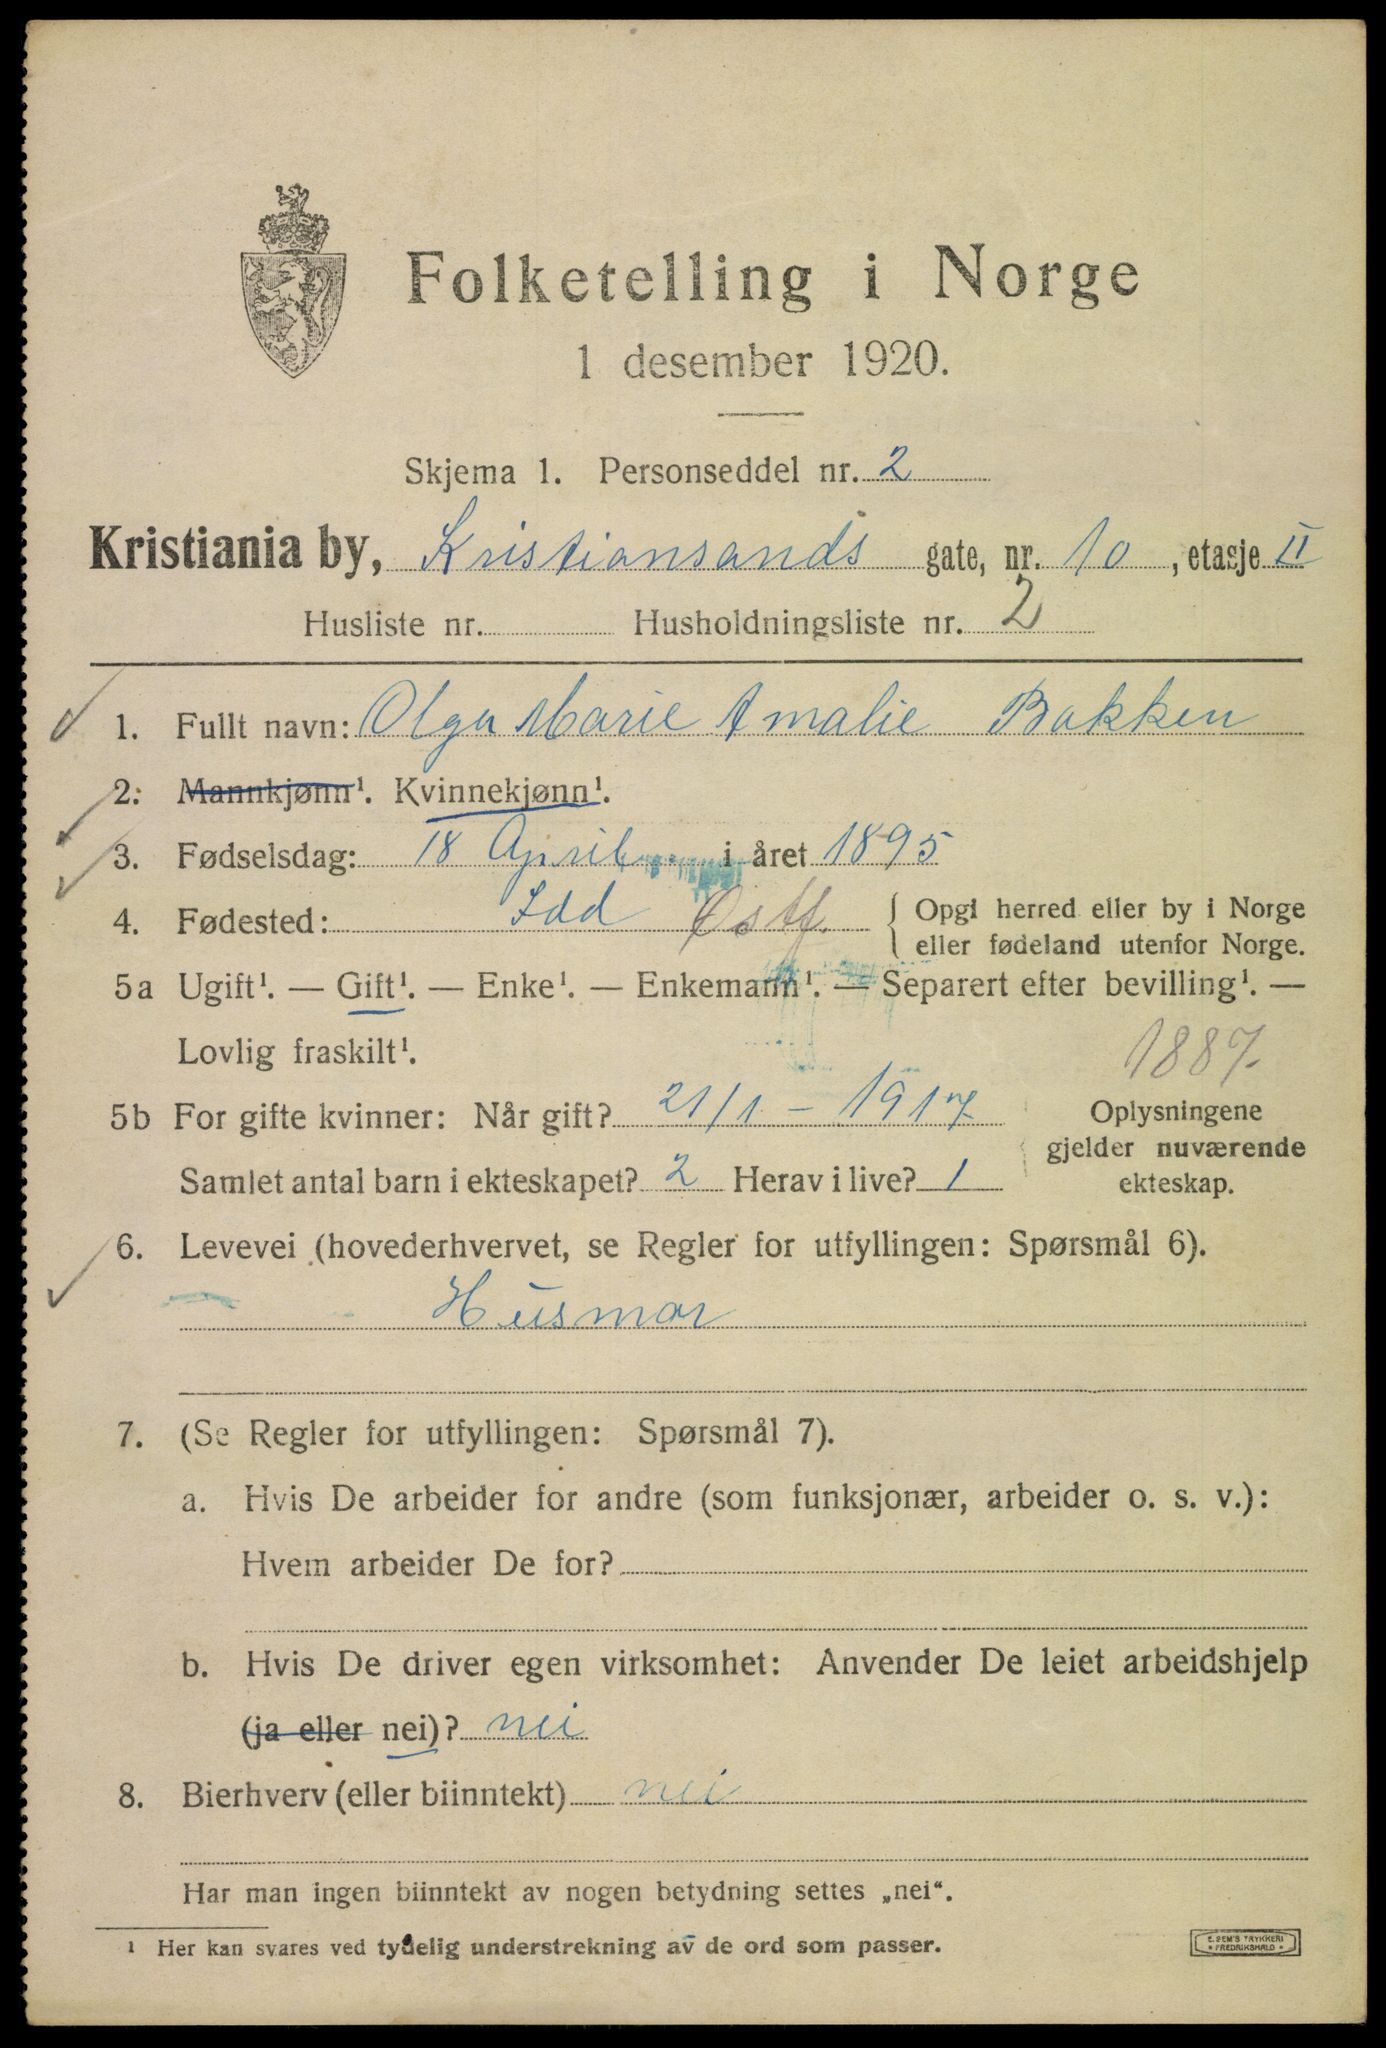 Folketelling i Norge
1 desember 1920.
Skjema 1. Personseddel nr. 2
Kristiania by, Kristiansands gate, nr. 10, etasje II
Husliste nr. Husholdningsliste nr. 2
1. Fullt navn: Olga Marie Amalie Bakken
2. Mannkjønn¹. Kvinnekjønn¹.
3. Fødselsdag: 18 April i året 1895
4. Fødested: Idd Østf. { Opgi herred eller by i Norge
eller fødeland utenfor Norge.
5a Ugift¹. — Gift¹. — Enke¹. — Enkemann¹. — Separert efter bevilling¹. —
Lovlig fraskilt¹. 1887.
5b For gifte kvinner: Når gift? 21/1 – 1917 Oplysningene
gjelder nuværende
Samlet antal barn i ekteskapet? 2 Herav i live? 1 ekteskap.
6. Levevei (hovederhvervet, se Regler for utfyllingen: Spørsmål 6).
Husmor
7. (Se Regler for utfyllingen: Spørsmål 7).
a. Hvis De arbeider for andre (som funksjonær, arbeider o. s. v.):
Hvem arbeider De for?
b. Hvis De driver egen virksomhet: Anvender De leiet arbeidshjelp
(ja eller nei)? nei
8. Bierhverv (eller biinntekt) nei
Har man ingen biinntekt av nogen betydning settes „nei“.
¹ Her kan svares ved tydelig understrekning av de ord som passer.
E. SEM'S TRYKKERI
* FREDRIKSHALD *